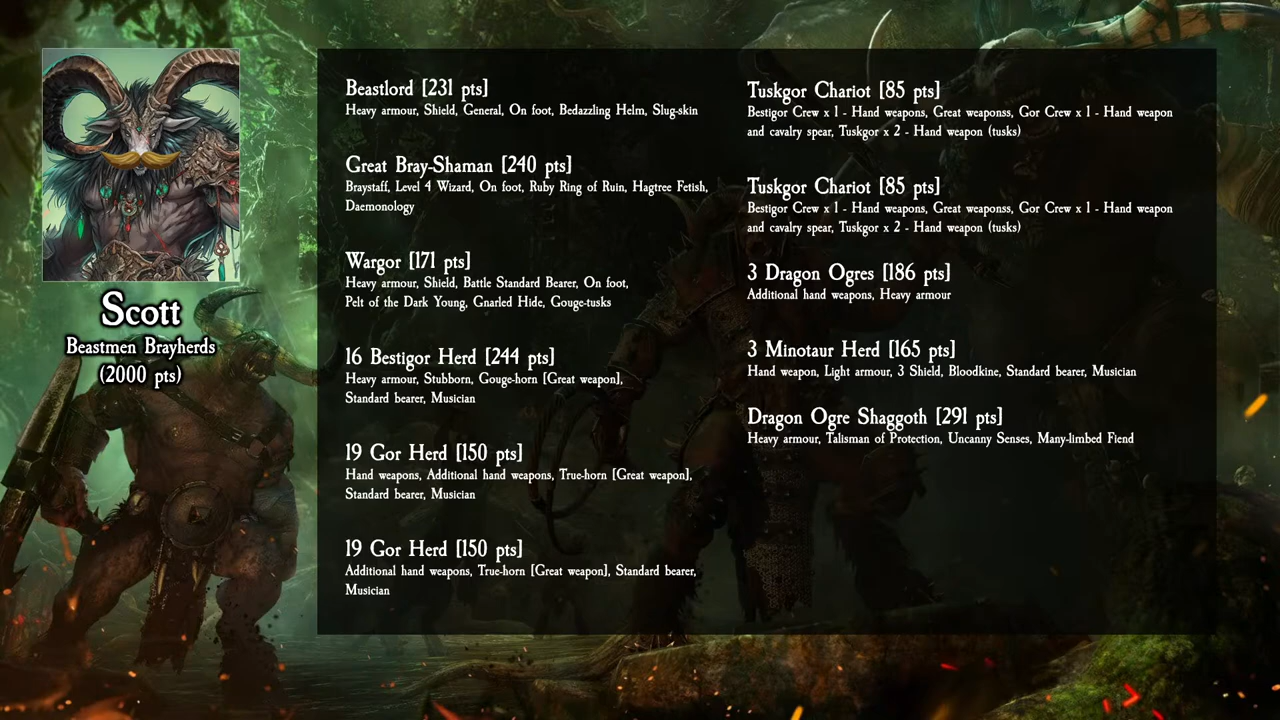 Scott
Beastmen Brayherds
(2000 pts)
Beastlord [231 pts]
Heavy armour, Shield, General, On foot, Bedazzling Helm, Slug-skin
Great Bray-Shaman [240 pts]
Braystaff, Level 4 Wizard, On foot, Ruby Ring of Ruin, Hagtree Fetish,
Daemonology
Wargor [171 pts]
Heavy armour, Shield, Battle Standard Bearer, On foot,
Pelt of the Dark Young, Gnarled Hide, Gouge-tusks
16 Bestigor Herd [244 pts]
Heavy armour, Stubborn, Gouge-horn [Great weapon],
Standard bearer, Musician
19 Gor Herd [150 pts]
Hand weapons, Additional hand weapons, True-horn [Great weapon],
Standard bearer, Musician
19 Gor Herd [150 pts]
Additional hand weapons, True-horn [Great weapon], Standard bearer,
Musician
Tuskgor Chariot [85 pts]
Bestigor Crew x 1 - Hand weapons, Great weaponss, Gor Crew x 1 - Hand weapon
and cavalry spear, Tuskgor x 2 - Hand weapon (tusks)
Tuskgor Chariot [85 pts]
Bestigor Crew x 1 - Hand weapons, Great weaponss, Gor Crew x 1 - Hand weapon
and cavalry spear, Tuskgor x 2 - Hand weapon (tusks)
3 Dragon Ogres [186 pts]
Additional hand weapons, Heavy armour
3 Minotaur Herd [165 pts]
Hand weapon, Light armour, 3 Shield, Bloodkine, Standard bearer, Musician
Dragon Ogre Shaggoth [291 pts]
Heavy armour, Talisman of Protection, Uncanny Senses, Many-limbed Fiend